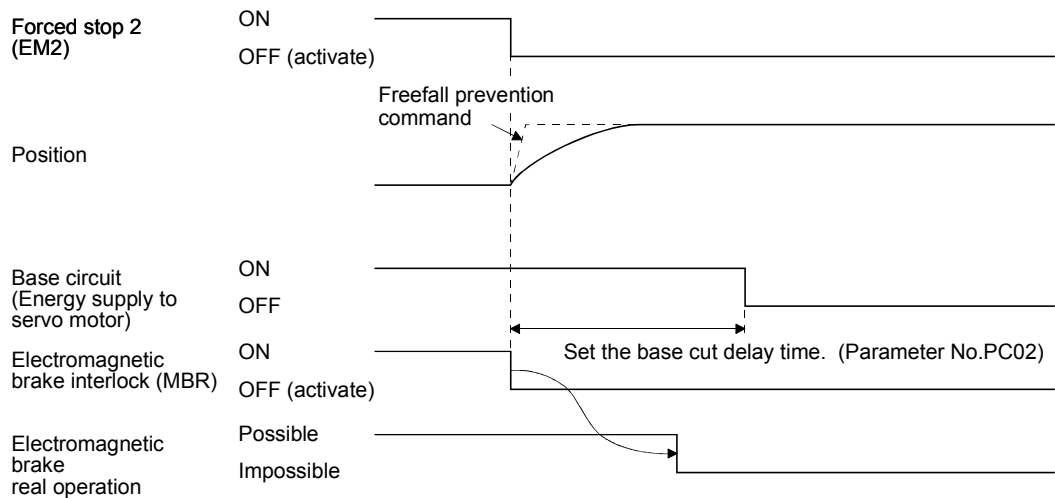 Forced stop 2
(EM2)
ON
OFF (activate)
Freefall prevention
command
Position
Base circuit
(Energy supply to
servo motor)
ON
OFF
Set the base cut delay time. (Parameter No.PC02)
Electromagnetic
brake interlock (MBR)
ON
OFF (activate)
Electromagnetic
brake
real operation
Possible
Impossible